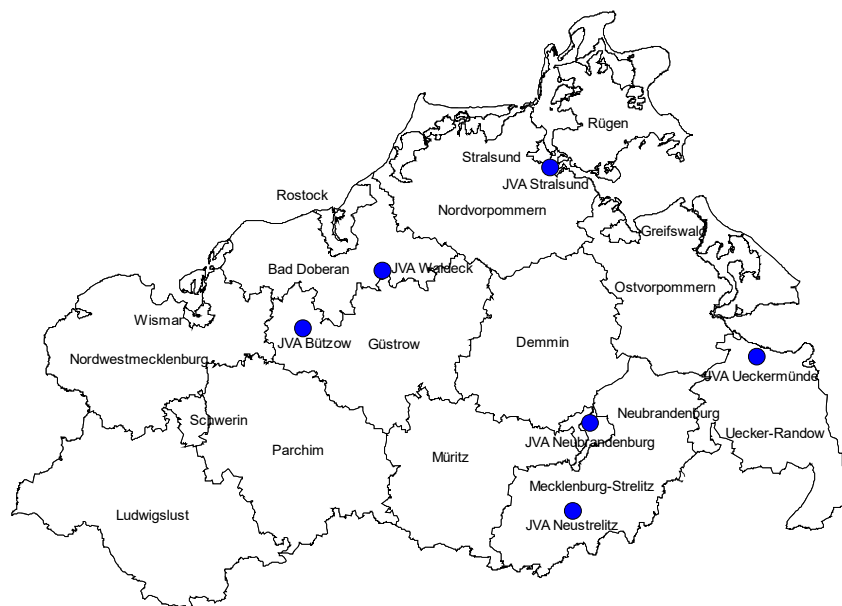 Rügen
Stralsund
JVA Stralsund
Rostock
Nordvorpommern
Greifswald
Bad Doberan
JVA Waldeck
Ostvorpommern
Wismar
JVA Bützow
Güstrow
Demmin
Nordwestmecklenburg
JVA Ueckermünde
Schwerin
Neubrandenburg
Parchim
Müritz
JVA Neubrandenburg
Uecker-Randow
Mecklenburg-Strelitz
Ludwigslust
JVA Neustrelitz